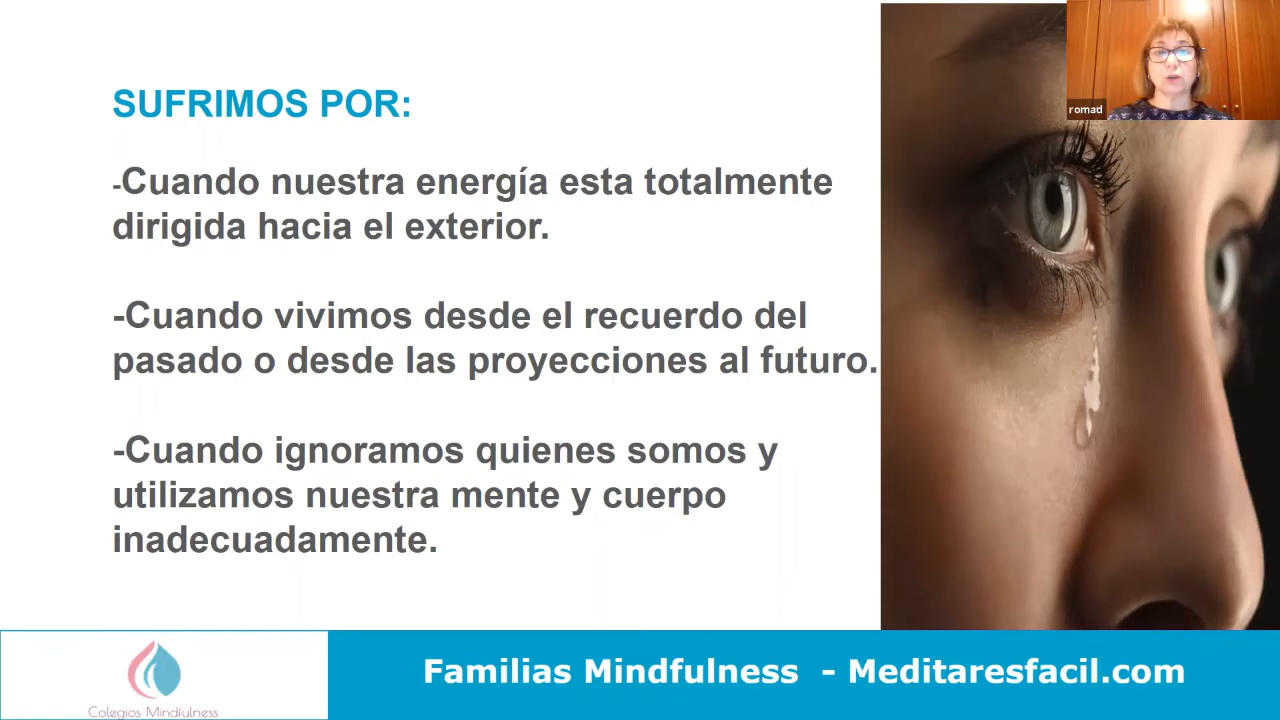 SUFRIMOS POR:
-Cuando nuestra energía esta totalmente
dirigida hacia el exterior.
-Cuando vivimos desde el recuerdo del
pasado o desde las proyecciones al futuro.
-Cuando ignoramos quienes somos y
utilizamos nuestra mente y cuerpo
inadecuadamente.
romad
Colegios Mindfulness
Familias Mindfulness - Meditaresfacil.com